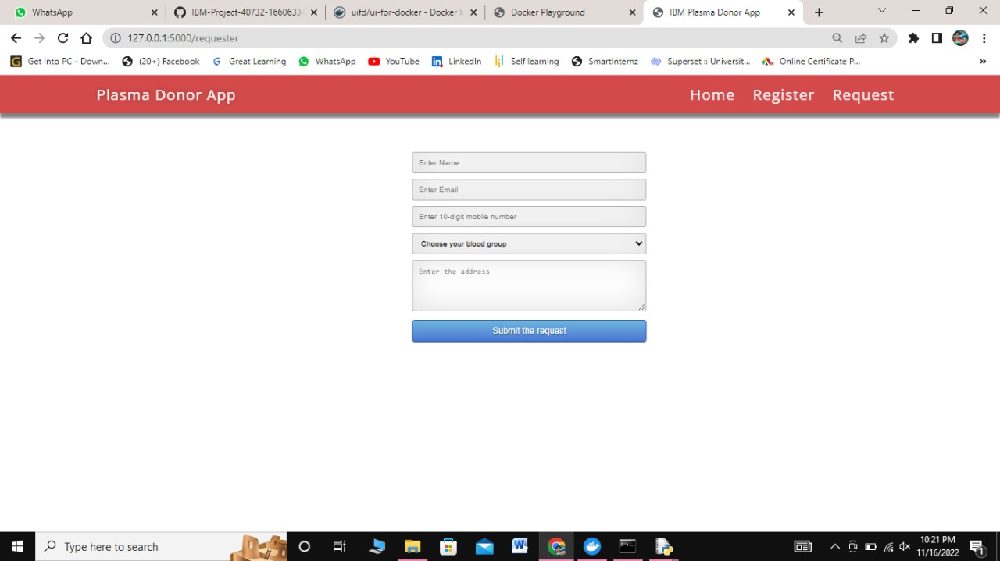 WhatsApp
IBM-Project-40732-1660633
uifd/ui-for-docker - Docker I
Docker Playground
IBM Plasma Donor App
127.0.0.1:5000/requester
Get Into PC - Down...
(20+) Facebook
Great Learning
WhatsApp
YouTube
LinkedIn
Self learning
SmartInternz
Superset :: Universit...
Online Certificate P...
Plasma Donor App
Home
Register
Request
Enter Name
Enter Email
Enter 10-digit mobile number
Choose your blood group
Enter the address
Submit the request
Type here to search
10:21 PM
11/16/2022
1